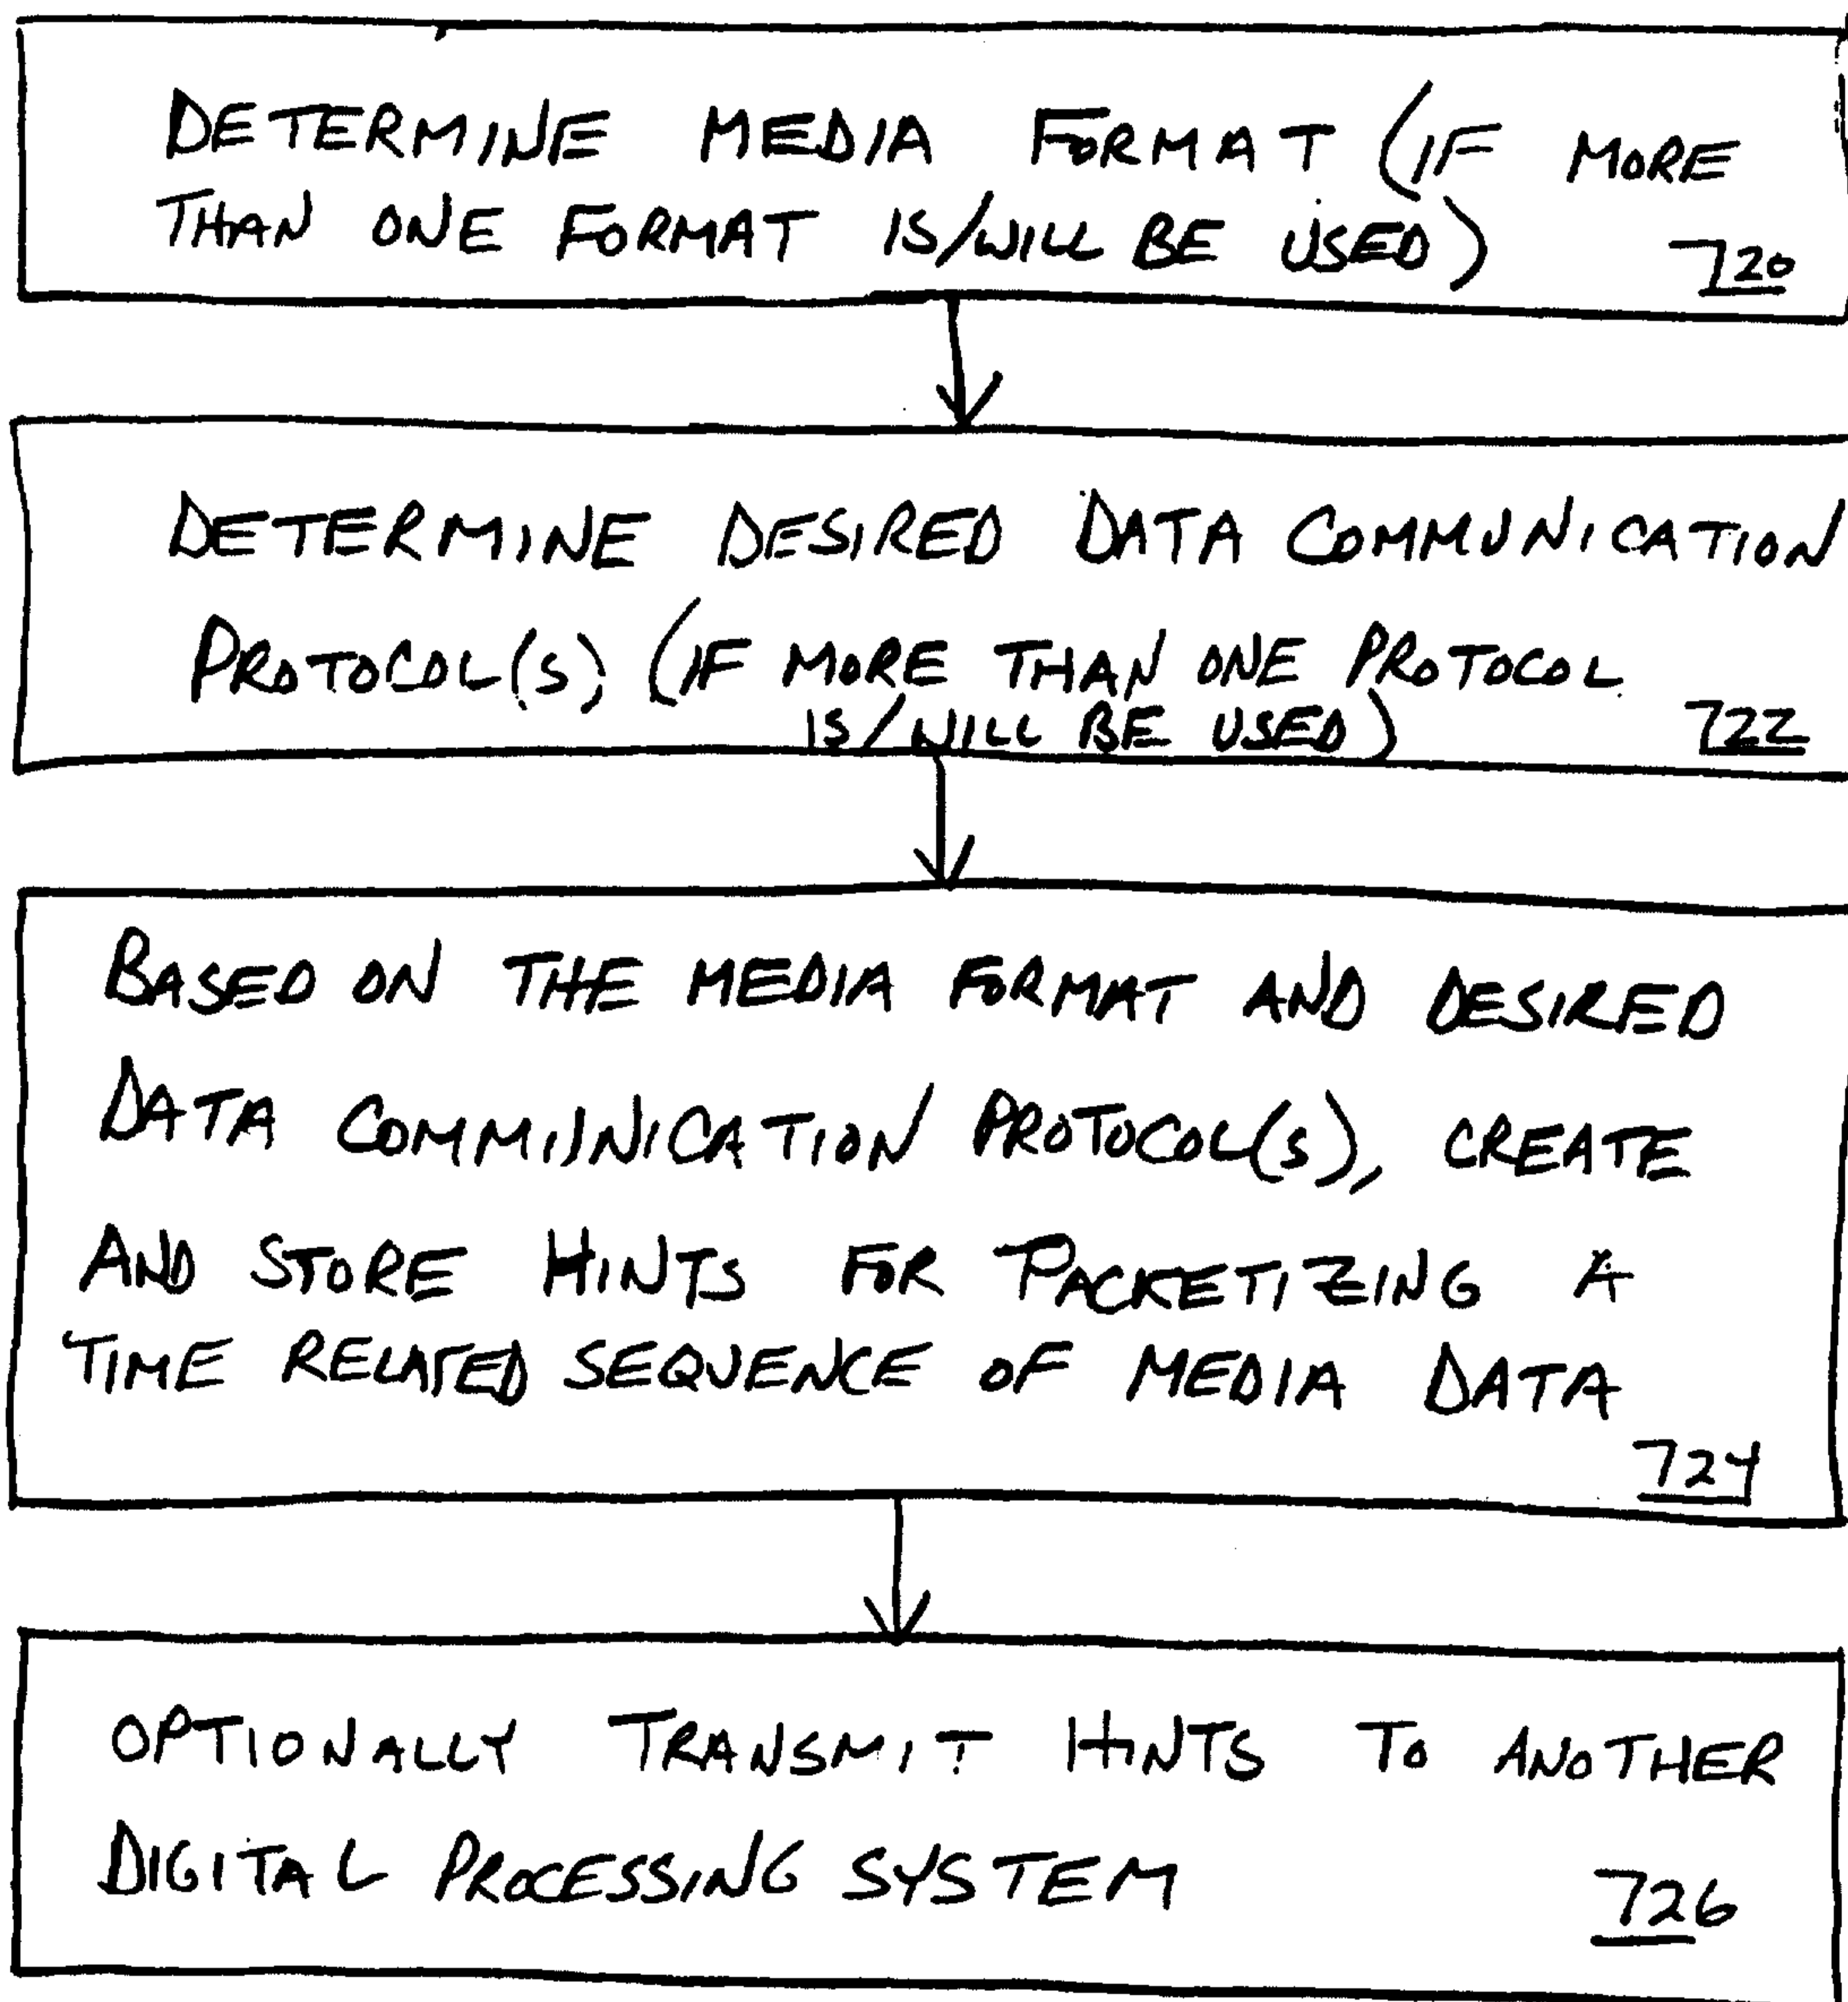 DETERMINE MEDIA FORMAT (IF MORE
THAN ONE FORMAT IS/WILL BE USED)
720
DETERMINE DESIRED DATA COMMUNICATION
PROTOCOL(S), (IF MORE THAN ONE PROTOCOL
IS/WILL BE USED)
722
BASED ON THE MEDIA FORMAT AND DESIRED
DATA COMMUNICATION PROTOCOL(S), CREATE
AND STORE HINTS FOR PACKETIZING A
TIME RELATED SEQUENCE OF MEDIA DATA
724
OPTIONALLY TRANSMIT HINTS TO ANOTHER
DIGITAL PROCESSING SYSTEM
726